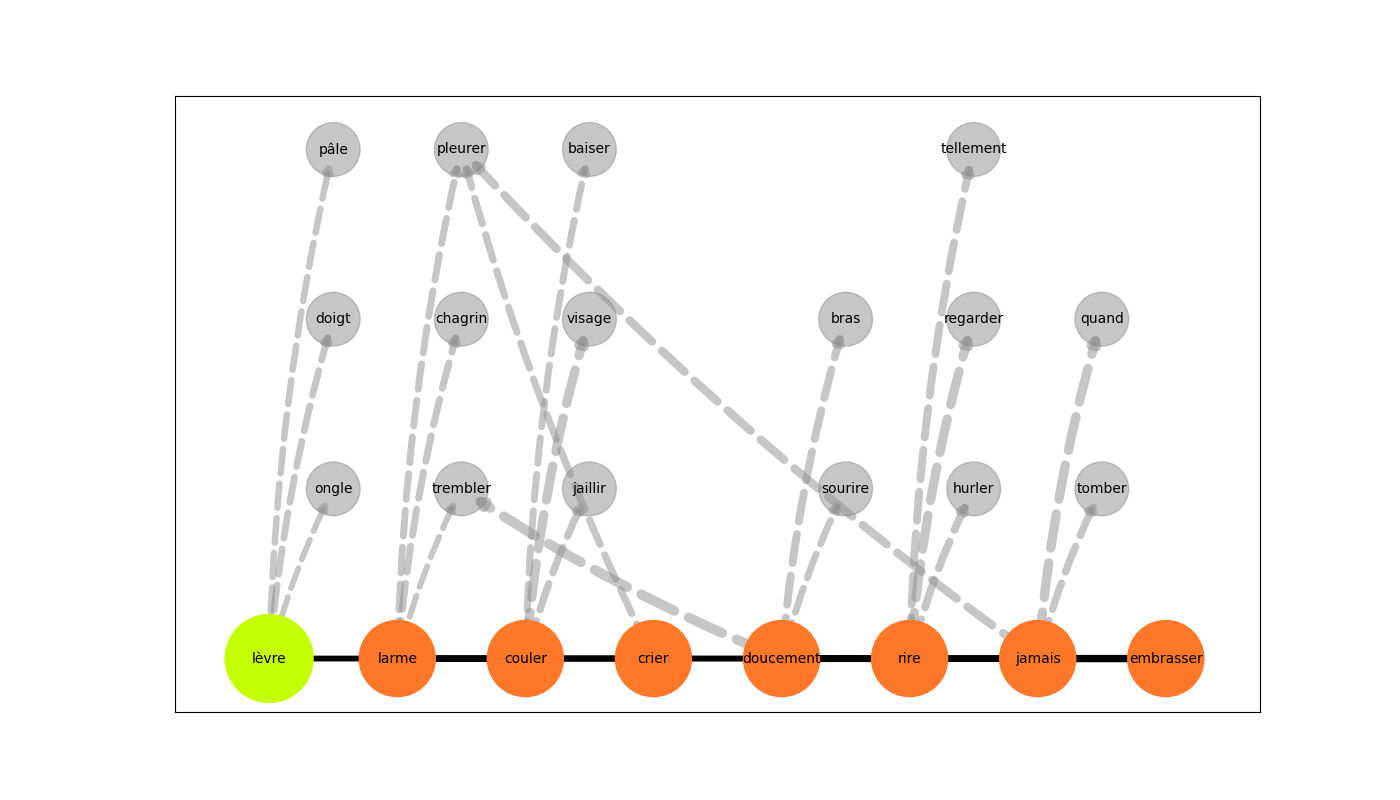 pâle pleurer baiser tellement
doigt chagrin visage bras regarder quand
ongle trembler jaillir sourire hurler tomber
lèvre larme couler crier doucement rire jamais embrasser